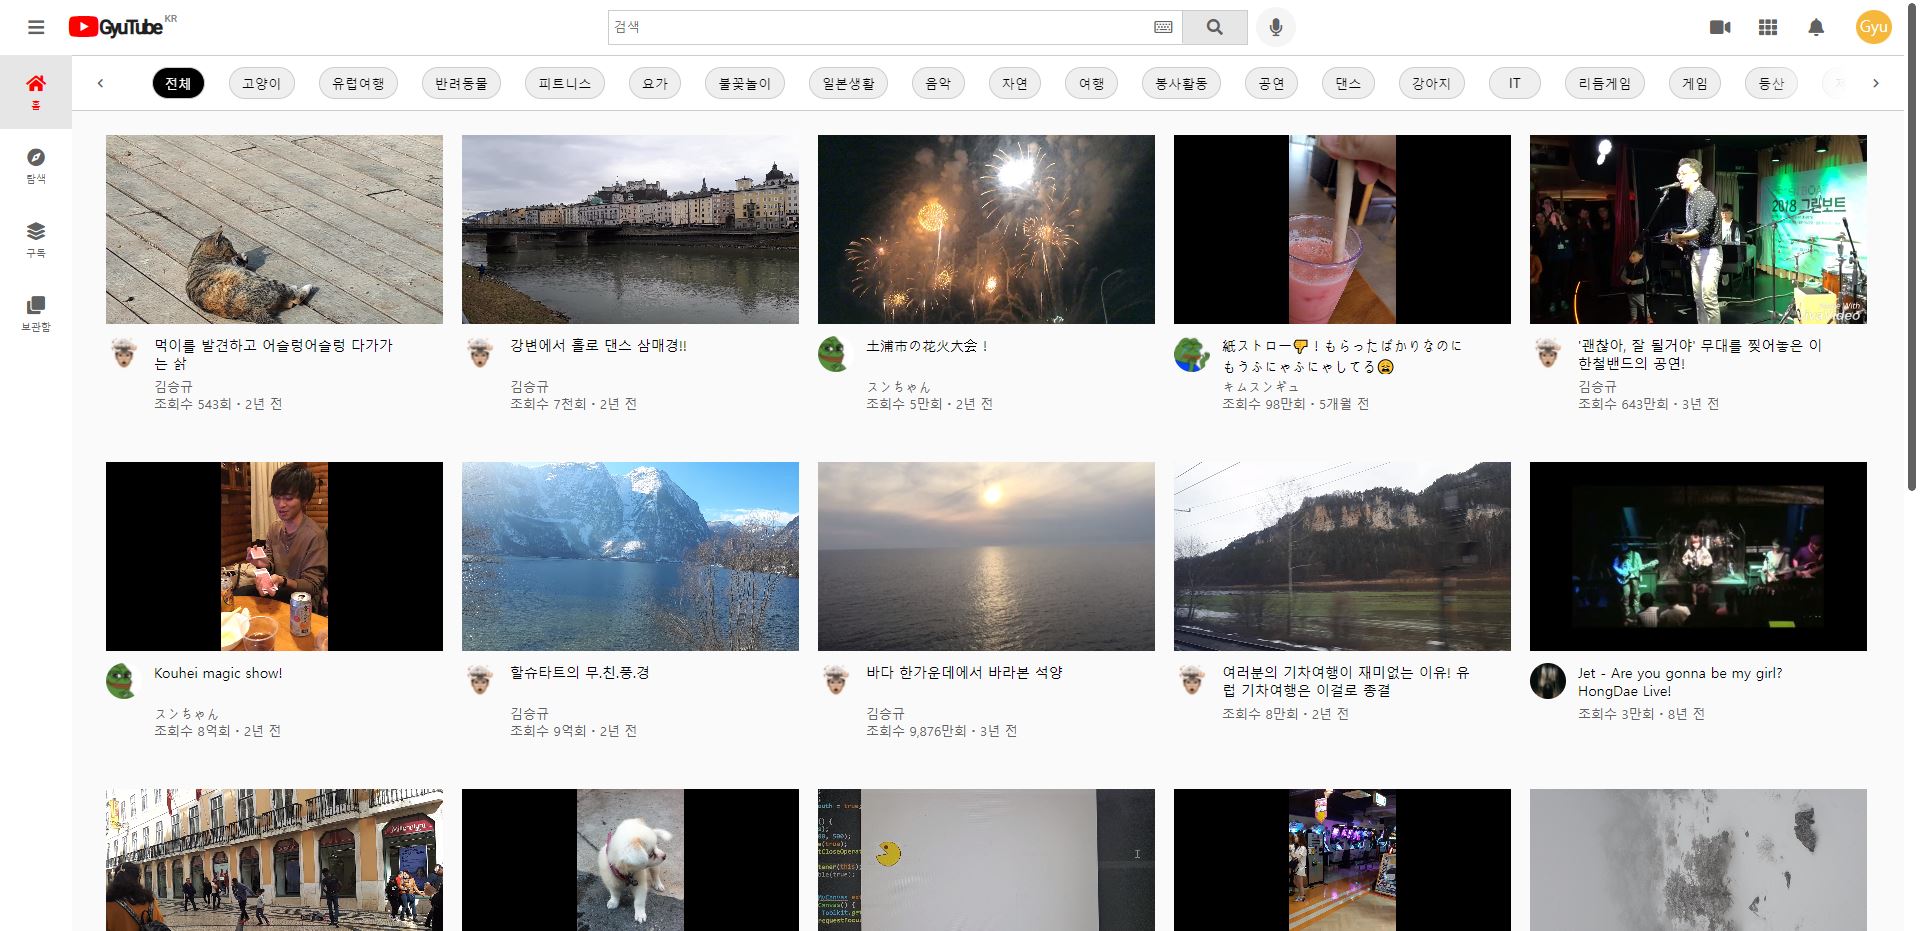 GyuTube KR
검색
Gyu
전체 고양이 유럽여행 반려동물 피트니스 요가 불꽃놀이 일본생활 음악 자연 여행 봉사활동 공연 댄스 강아지 IT 리듬게임 게임 등산
홈
탐색
구독
보관함
2018 그린보트
먹이를 발견하고 어슬렁어슬렁 다가가
는 삶
김승규
조회수 543회 • 2년 전
강변에서 홀로 댄스 삼매경!!
김승규
조회수 7천회 • 2년 전
土浦市の花火大会！
スンちゃん
조회수 5만회 • 2년 전
紙ストロー👎！もらったばかりなのに
もうふにゃふにゃしてる😩
キムスンギュ
조회수 98만회 • 5개월 전
'괜찮아, 잘 될거야' 무대를 찢어놓은 이
한철밴드의 공연!
김승규
조회수 643만회 • 3년 전
Kouhei magic show!
スンちゃん
조회수 8억회 • 2년 전
할슈타트의 무.친.풍.경
김승규
조회수 9억회 • 2년 전
바다 한가운데에서 바라본 석양
김승규
조회수 9,876만회 • 3년 전
여러분의 기차여행이 재미없는 이유! 유
럽 기차여행은 이걸로 종결
조회수 8만회 • 2년 전
Jet - Are you gonna be my girl?
HongDae Live!
조회수 3만회 • 8년 전